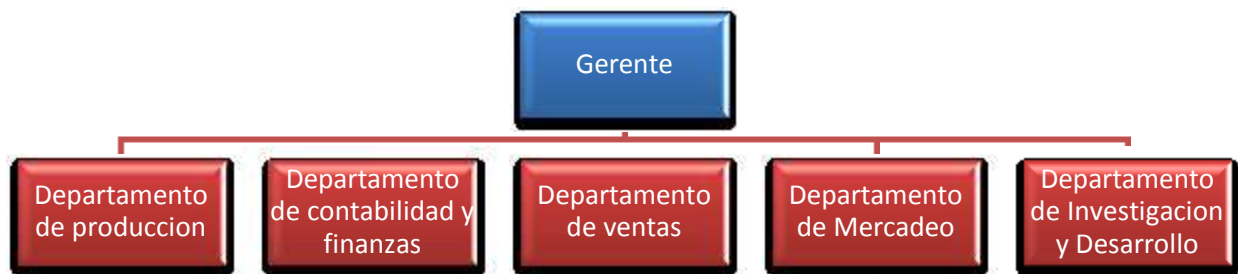 Gerente
Departamento
de produccion
Departamento
de contabilidad y
finanzas
Departamento
de ventas
Departamento
de Mercadeo
Departamento
de Investigacion
y Desarrollo